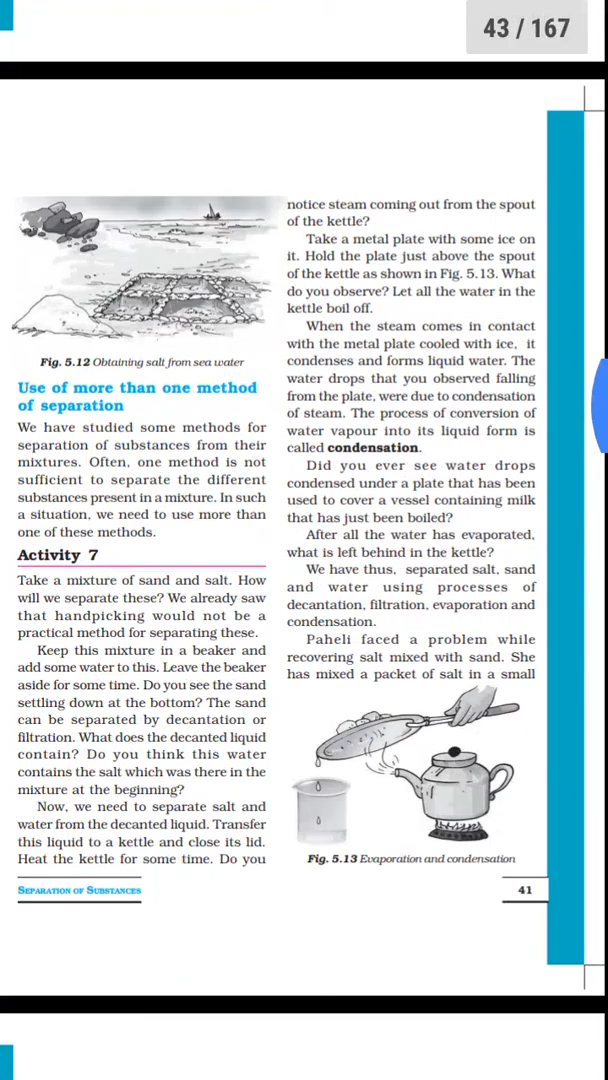 43 / 167
Fig. 5.12 Obtaining salt from sea water
Use of more than one method
of separation
We have studied some methods for
separation of substances from their
mixtures. Often, one method is not
sufficient to separate the different
substances present in a mixture. In such
a situation, we need to use more than
one of these methods.
Activity 7
Take a mixture of sand and salt. How
will we separate these? We already saw
that handpicking would not be a
practical method for separating these.
Keep this mixture in a beaker and
add some water to this. Leave the beaker
aside for some time. Do you see the sand
settling down at the bottom? The sand
can be separated by decantation or
filtration. What does the decanted liquid
contain? Do you think this water
contains the salt which was there in the
mixture at the beginning?
Now, we need to separate salt and
water from the decanted liquid. Transfer
this liquid to a kettle and close its lid.
Heat the kettle for some time. Do you
notice steam coming out from the spout
of the kettle?
Take a metal plate with some ice on
it. Hold the plate just above the spout
of the kettle as shown in Fig. 5.13. What
do you observe? Let all the water in the
kettle boil off.
When the steam comes in contact
with the metal plate cooled with ice, it
condenses and forms liquid water. The
water drops that you observed falling
from the plate, were due to condensation
of steam. The process of conversion of
water vapour into its liquid form is
called condensation.
Did you ever see water drops
condensed under a plate that has been
used to cover a vessel containing milk
that has just been boiled?
After all the water has evaporated,
what is left behind in the kettle?
We have thus, separated salt, sand
and water using processes of
decantation, filtration, evaporation and
condensation.
Paheli faced a problem while
recovering salt mixed with sand. She
has mixed a packet of salt in a small
Fig. 5.13 Evaporation and condensation
SEPARATION OF SUBSTANCES
41